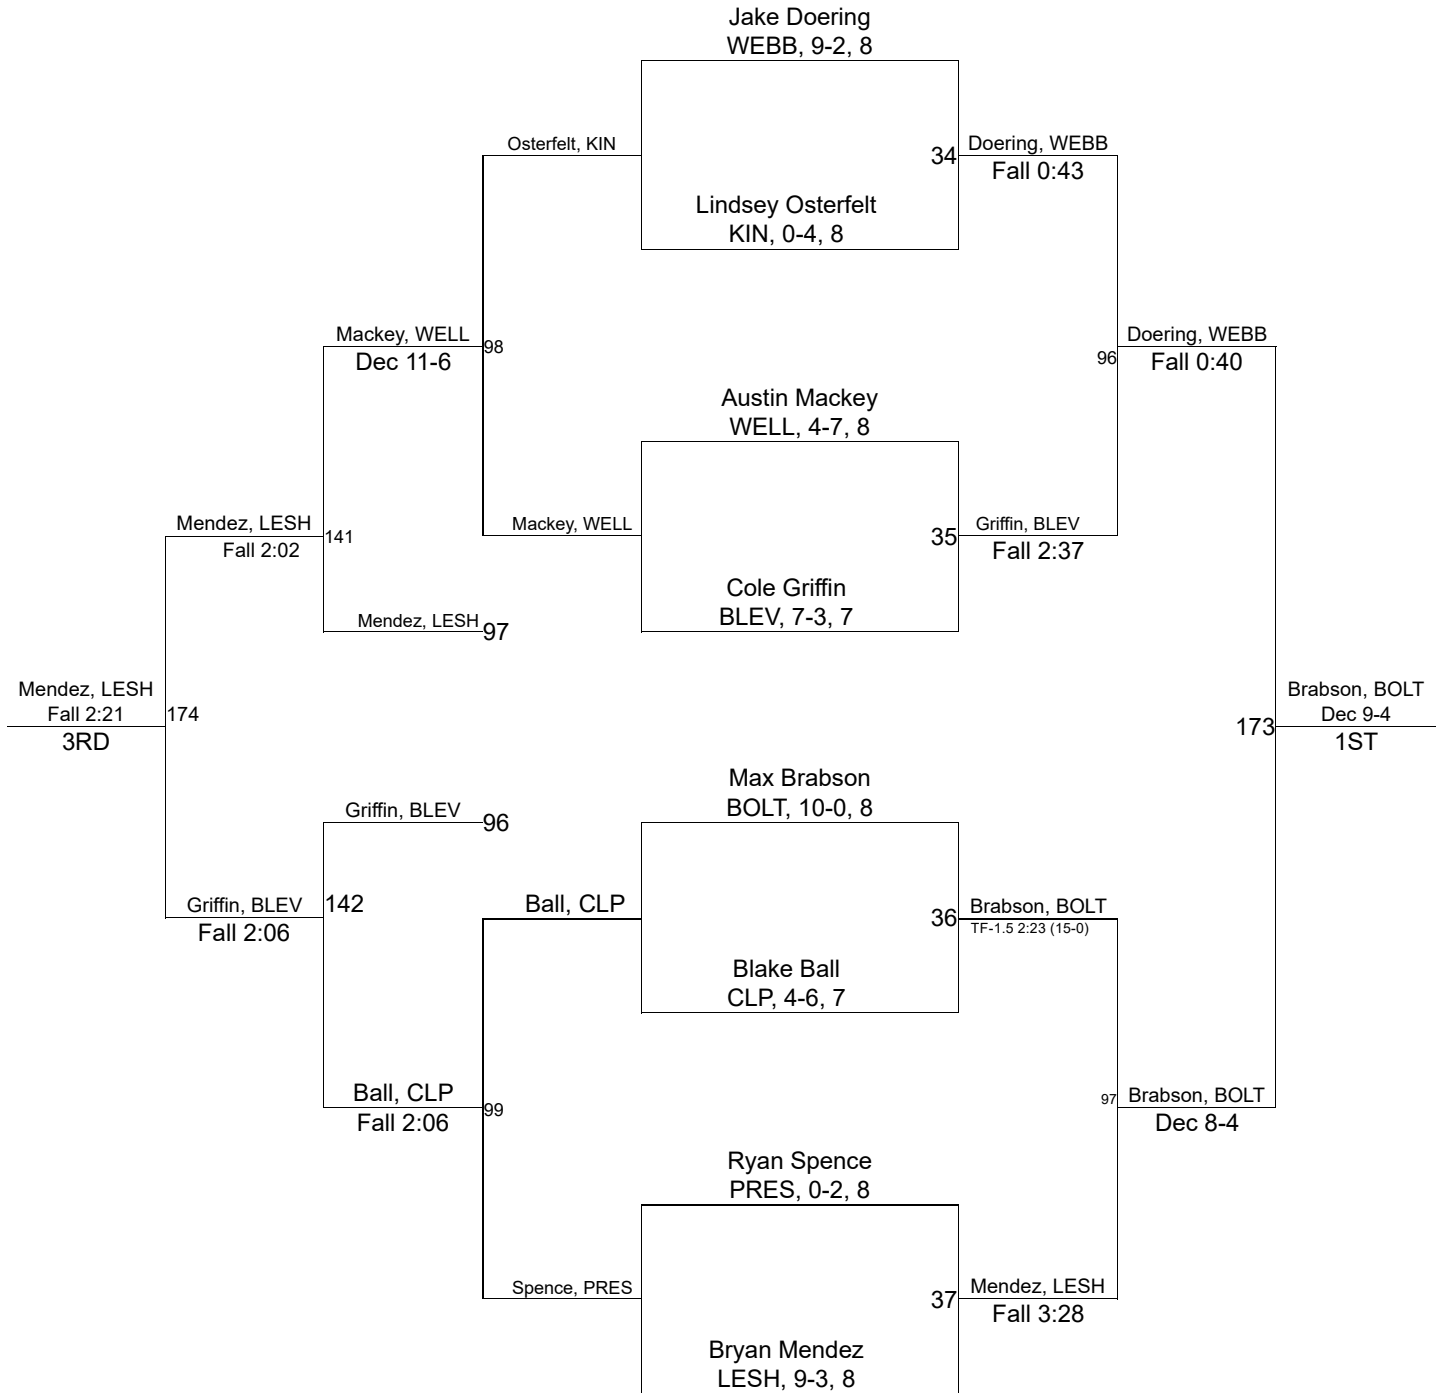 Jake Doering
WEBB, 9-2, 8
Osterfelt, KIN
34
Doering, WEBB
Fall 0:43
Lindsey Osterfelt
KIN, 0-4, 8
Mackey, WELL
Dec 11-6
98
96
Doering, WEBB
Fall 0:40
Austin Mackey
WELL, 4-7, 8
Mendez, LESH
Fall 2:02
141
Mackey, WELL
35
Griffin, BLEV
Fall 2:37
Cole Griffin
BLEV, 7-3, 7
Mendez, LESH
97
Mendez, LESH
Fall 2:21
3RD
174
173
Brabson, BOLT
Dec 9-4
1ST
Max Brabson
BOLT, 10-0, 8
Griffin, BLEV
96
Griffin, BLEV
Fall 2:06
142
Ball, CLP
36
Brabson, BOLT
TF-1.5 2:23 (15-0)
Blake Ball
CLP, 4-6, 7
Ball, CLP
Fall 2:06
99
97
Brabson, BOLT
Dec 8-4
Ryan Spence
PRES, 0-2, 8
Spence, PRES
37
Mendez, LESH
Fall 3:28
Bryan Mendez
LESH, 9-3, 8